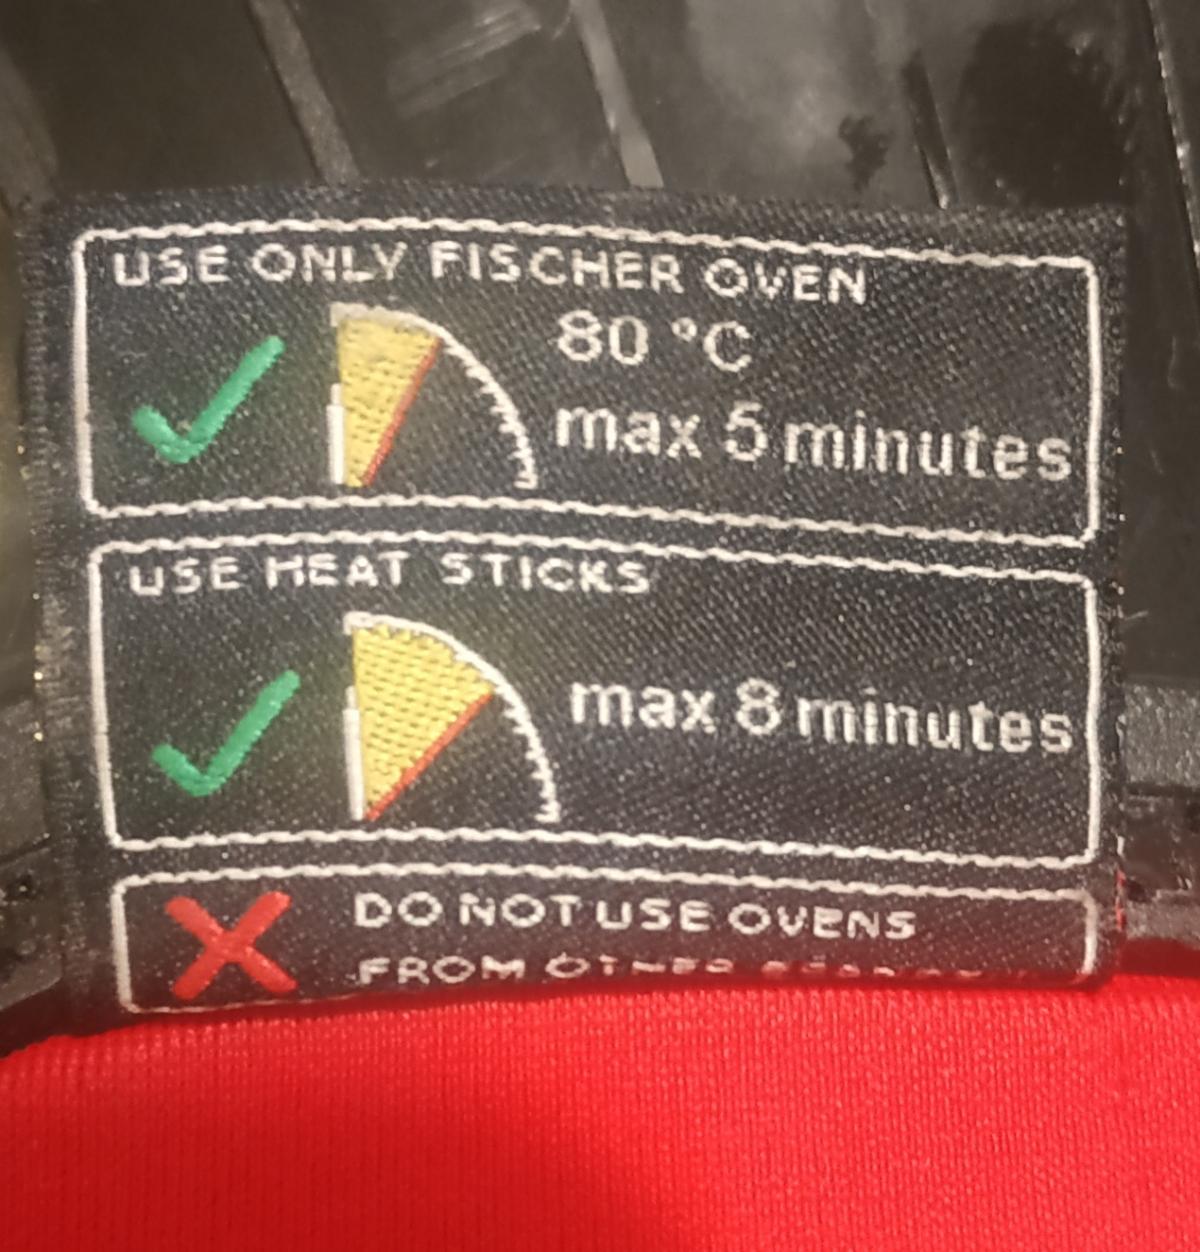 USE ONLY FISCHER OVEN
80 °C
max 5 minutes
USE HEAT STICKS
max 8 minutes
DO NOT USE OVENS
FROM OTHER